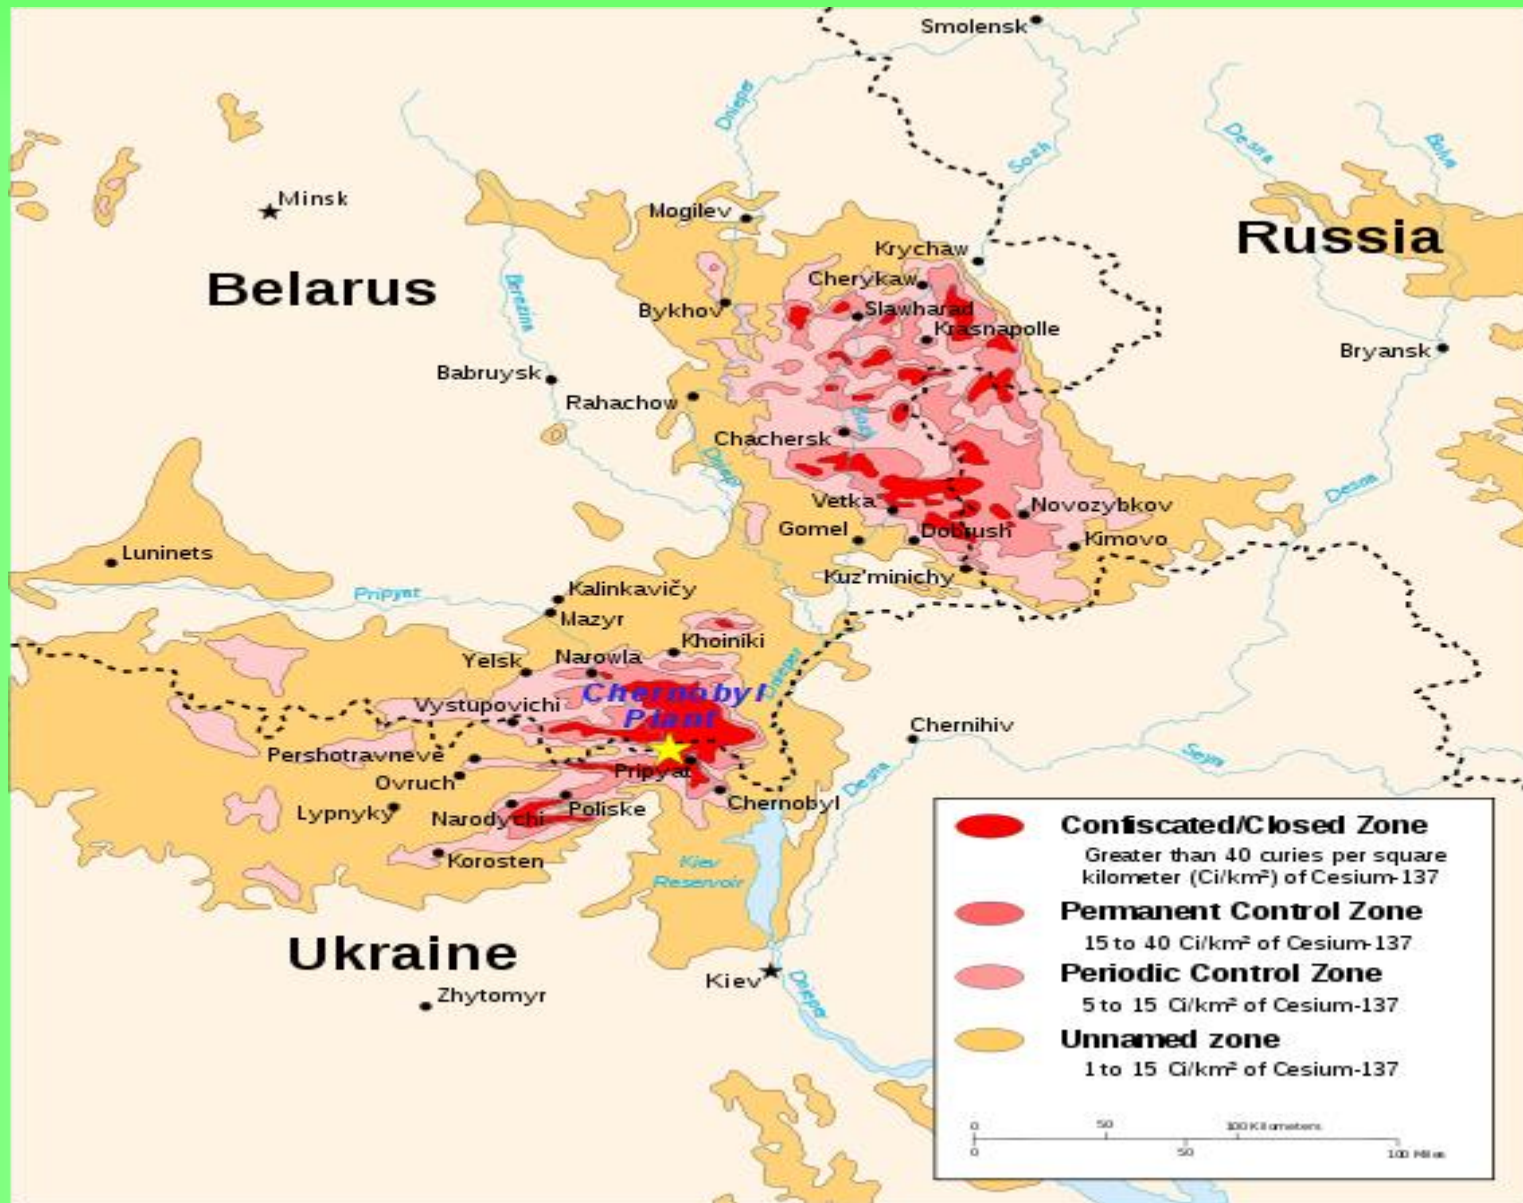 Smolensk
Dnieper
Sozh
Desna
Bolva
Minsk
Mogilev
Russia
Krychaw
Belarus
Cherykaw
Berezina
Bykhov
Slawharad
Krasnapolle
Bryansk
Babruysk
Rahachow
Sozh
Chachersk
Dniepr
Desna
Vetka
Novozybkov
Gomel
Dobrush
Kimovo
Luninets
Kuz'minichy
Kalinkavičy
Pripyat
Mazyr
Khoiniki
Yelsk
Narowla
Dnieper
Chernobyl
Plant
Vystupovichi
Chernihiv
Pershotravneve
Pripyat
Seym
Ovruch
Desna
Lypnyky
Narodychi
Poliske
Chernobyl
Korosten
Kiev
Reservoir
Ukraine
Kiev
Zhytomyr
Dnieper
Confiscated/Closed Zone
Greater than 40 curies per square
kilometer (Ci/km²) of Cesium-137
Permanent Control Zone
15 to 40 Ci/km² of Cesium-137
Periodic Control Zone
5 to 15 Ci/km² of Cesium-137
Unnamed zone
1 to 15 Ci/km² of Cesium-137
0 50 100 Kilometers
0 50 100 Miles